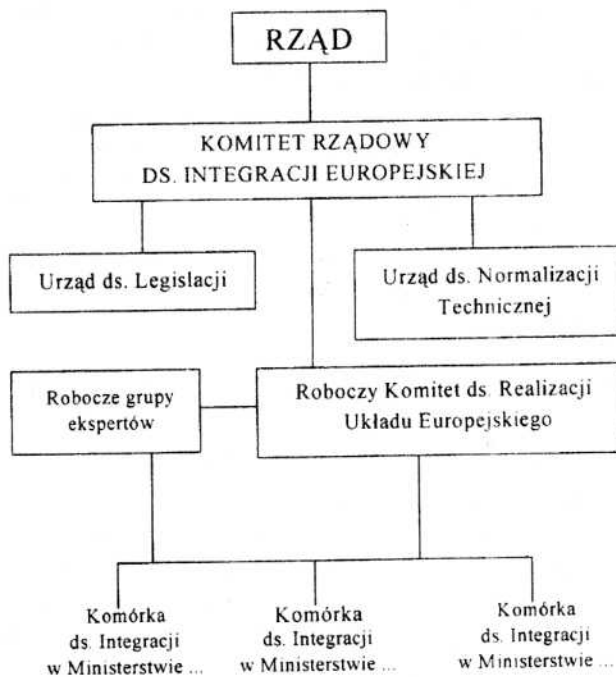 RZĄD
KOMITET RZĄDOWY
DS. INTEGRACJI EUROPEJSKIEJ
Urząd ds. Legislacji
Urząd ds. Normalizacji
Technicznej
Robocze grupy
ekspertów
Roboczy Komitet ds. Realizacji
Układu Europejskiego
Komórka
ds. Integracji
w Ministerstwie ...
Komórka
ds. Integracji
w Ministerstwie ...
Komórka
ds. Integracji
w Ministerstwie ...